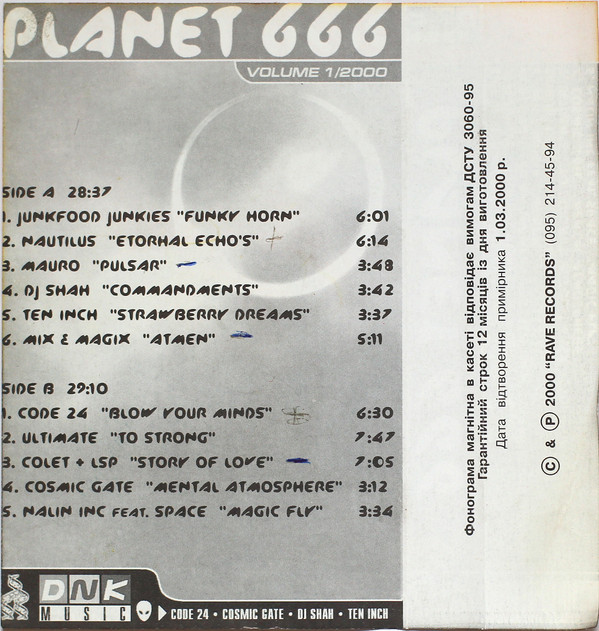 PLANET 666
VOLUME 1/2000
SIDE A 28:37
1. JUNKFOOD JUNKIES "FUNKY HORN" 6:01
2. NAUTILUS "ETORHAL ECHO'S" 6:14
3. MAURO "PULSAR" 3:48
4. DJ SHAH "COMMANDMENTS" 3:42
5. TEN INCH "STRAWBERRY DREAMS" 3:37
6. MIX & MAGIX "ATMEN" 5:11
SIDE B 29:10
1. CODE 24 "BLOW YOUR MINDS" 6:30
2. ULTIMATE "TO STRONG" 7:47
3. COLET + LSP "STORY OF LOVE" 7:05
4. COSMIC GATE "MENTAL ATMOSPHERE" 3:12
5. NALIN INC FEAT. SPACE "MAGIC FLY" 3:34
DNK
MUSIC
CODE 24 • COSMIC GATE • DJ SHAH • TEN INCH
Фонограма магнітна в касеті відповідає вимогам ДСТУ 3060-95
Гарантійний строк 12 місяців із дня виготовлення
Дата відтворення примірника 1.03.2000 р.
© & ℗ 2000 "RAVE RECORDS" (095) 214-45-94